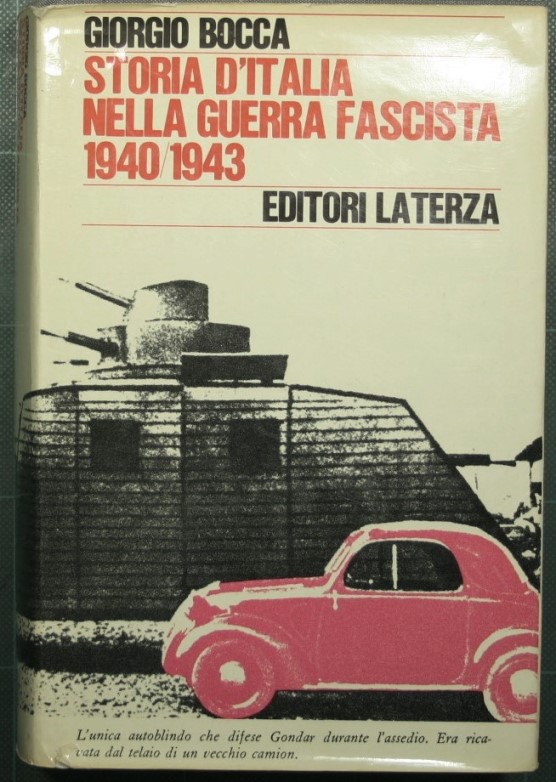 GIORGIO BOCCA
STORIA D'ITALIA
NELLA GUERRA FASCISTA
1940/1943
EDITORI LATERZA
L'unica autoblindo che difese Gondar durante l'assedio. Era rica-
vata dal telaio di un vecchio camion.